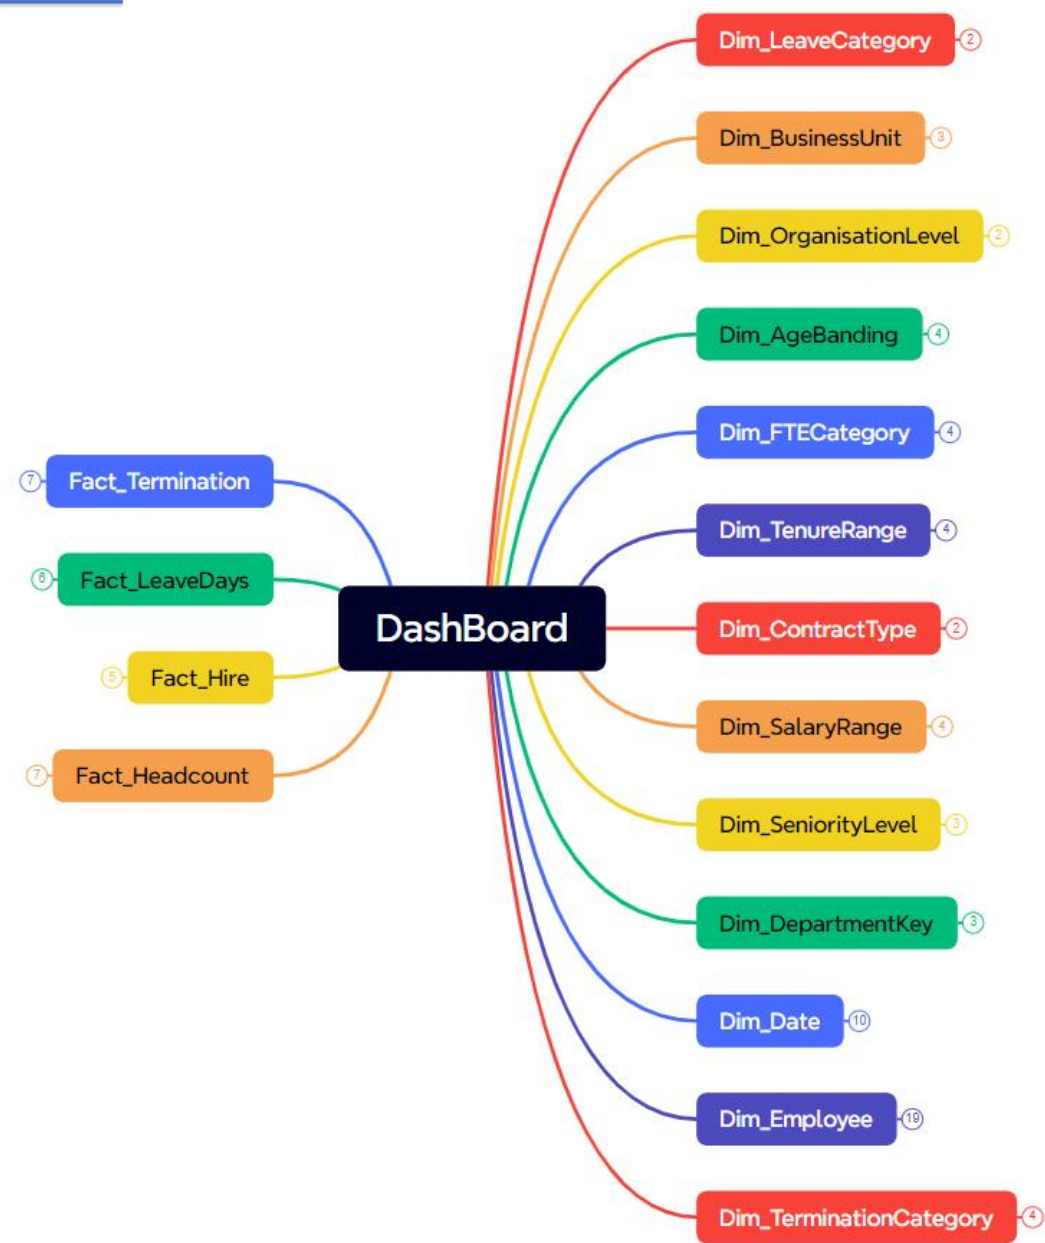 Dim_LeaveCategory 2
Dim_BusinessUnit 3
Dim_OrganisationLevel 2
Dim_AgeBanding 4
Dim_FTECategory 4
7 Fact_Termination
Dim_TenureRange 4
6 Fact_LeaveDays
DashBoard
Dim_ContractType 2
5 Fact_Hire
Dim_SalaryRange 4
7 Fact_Headcount
Dim_SeniorityLevel 3
Dim_DepartmentKey 3
Dim_Date 10
Dim_Employee 19
Dim_TerminationCategory 4